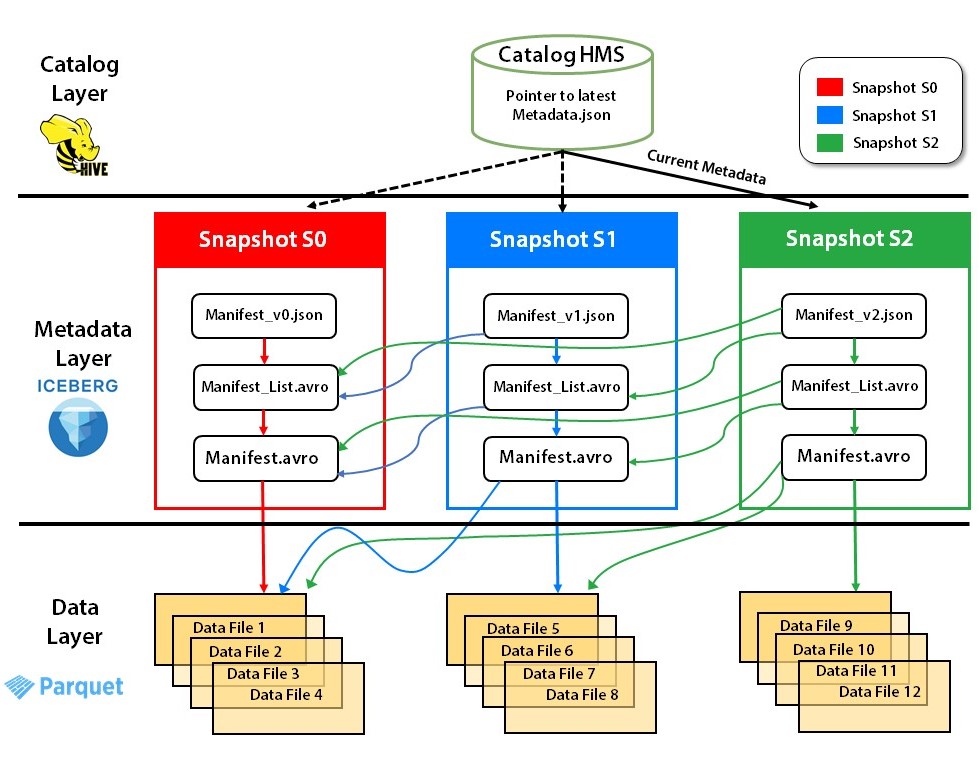 Catalog
Layer
HIVE
Catalog HMS
Pointer to latest
Metadata.json
Snapshot S0
Snapshot S1
Snapshot S2
Current Metadata
Metadata
Layer
ICEBERG
Snapshot S0
Manifest_v0.json
Manifest_List.avro
Manifest.avro
Snapshot S1
Manifest_v1.json
Manifest_List.avro
Manifest.avro
Snapshot S2
Manifest_v2.json
Manifest_List.avro
Manifest.avro
Data
Layer
Parquet
Data File 1
Data File 2
Data File 3
Data File 4
Data File 5
Data File 6
Data File 7
Data File 8
Data File 9
Data File 10
Data File 11
Data File 12